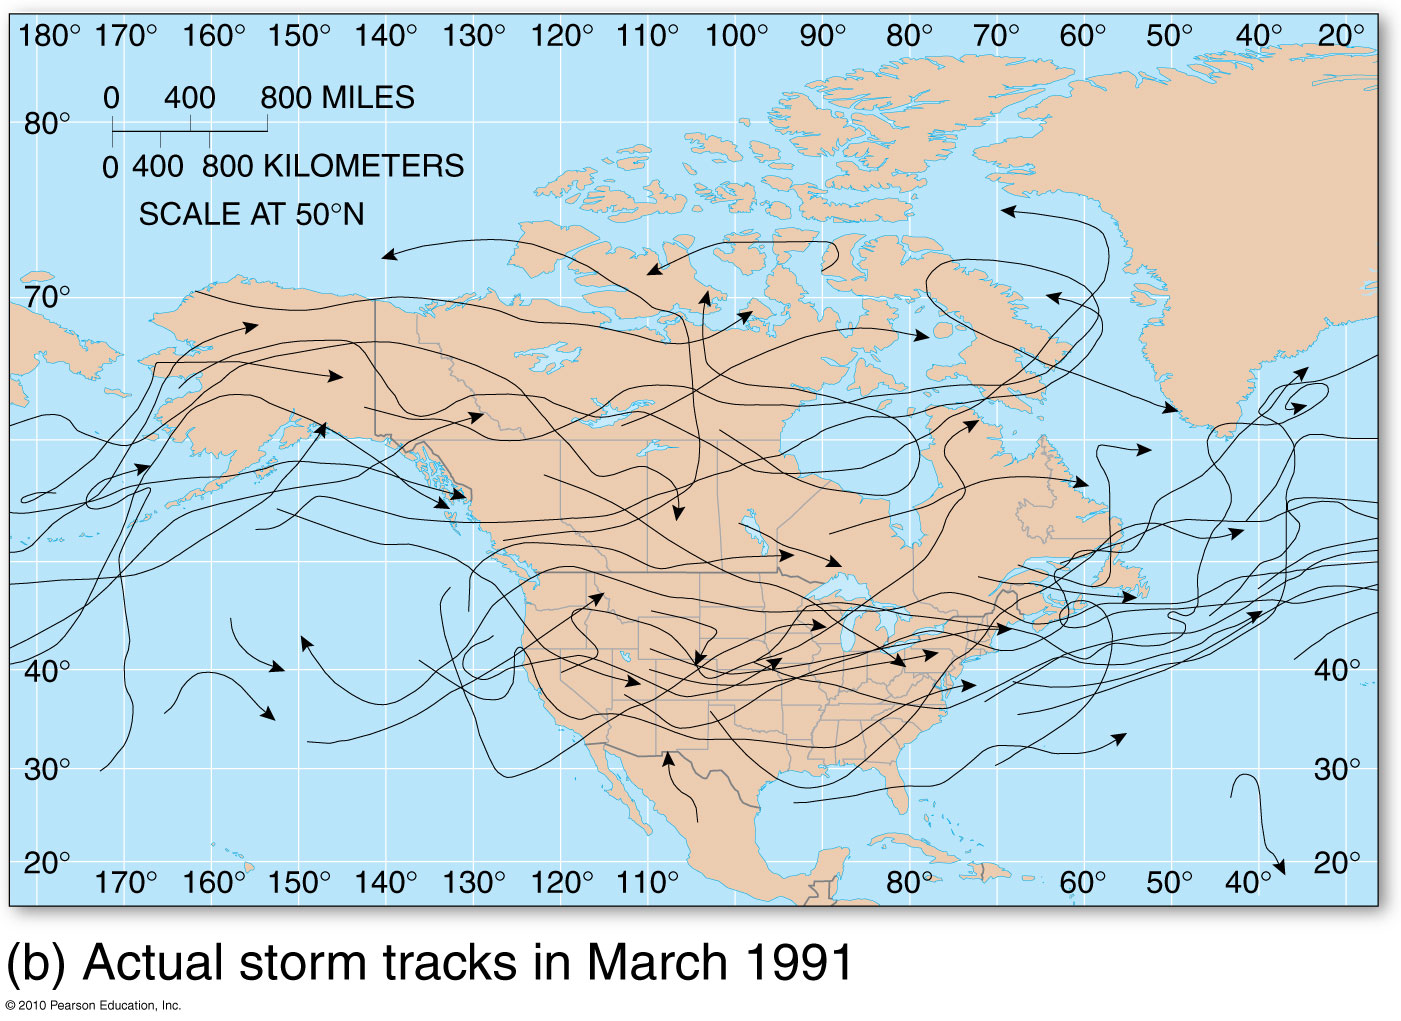 180° 170° 160° 150° 140° 130° 120° 110° 100° 90° 80° 70° 60° 50° 40° 30° 20°
0 400 800 MILES
80°
0 400 800 KILOMETERS
SCALE AT 50°N
70°
40° 40°
30° 30°
20° 20°
170° 160° 150° 140° 130° 120° 110° 80° 60° 50° 40°
(b) Actual storm tracks in March 1991
© 2010 Pearson Education, Inc.